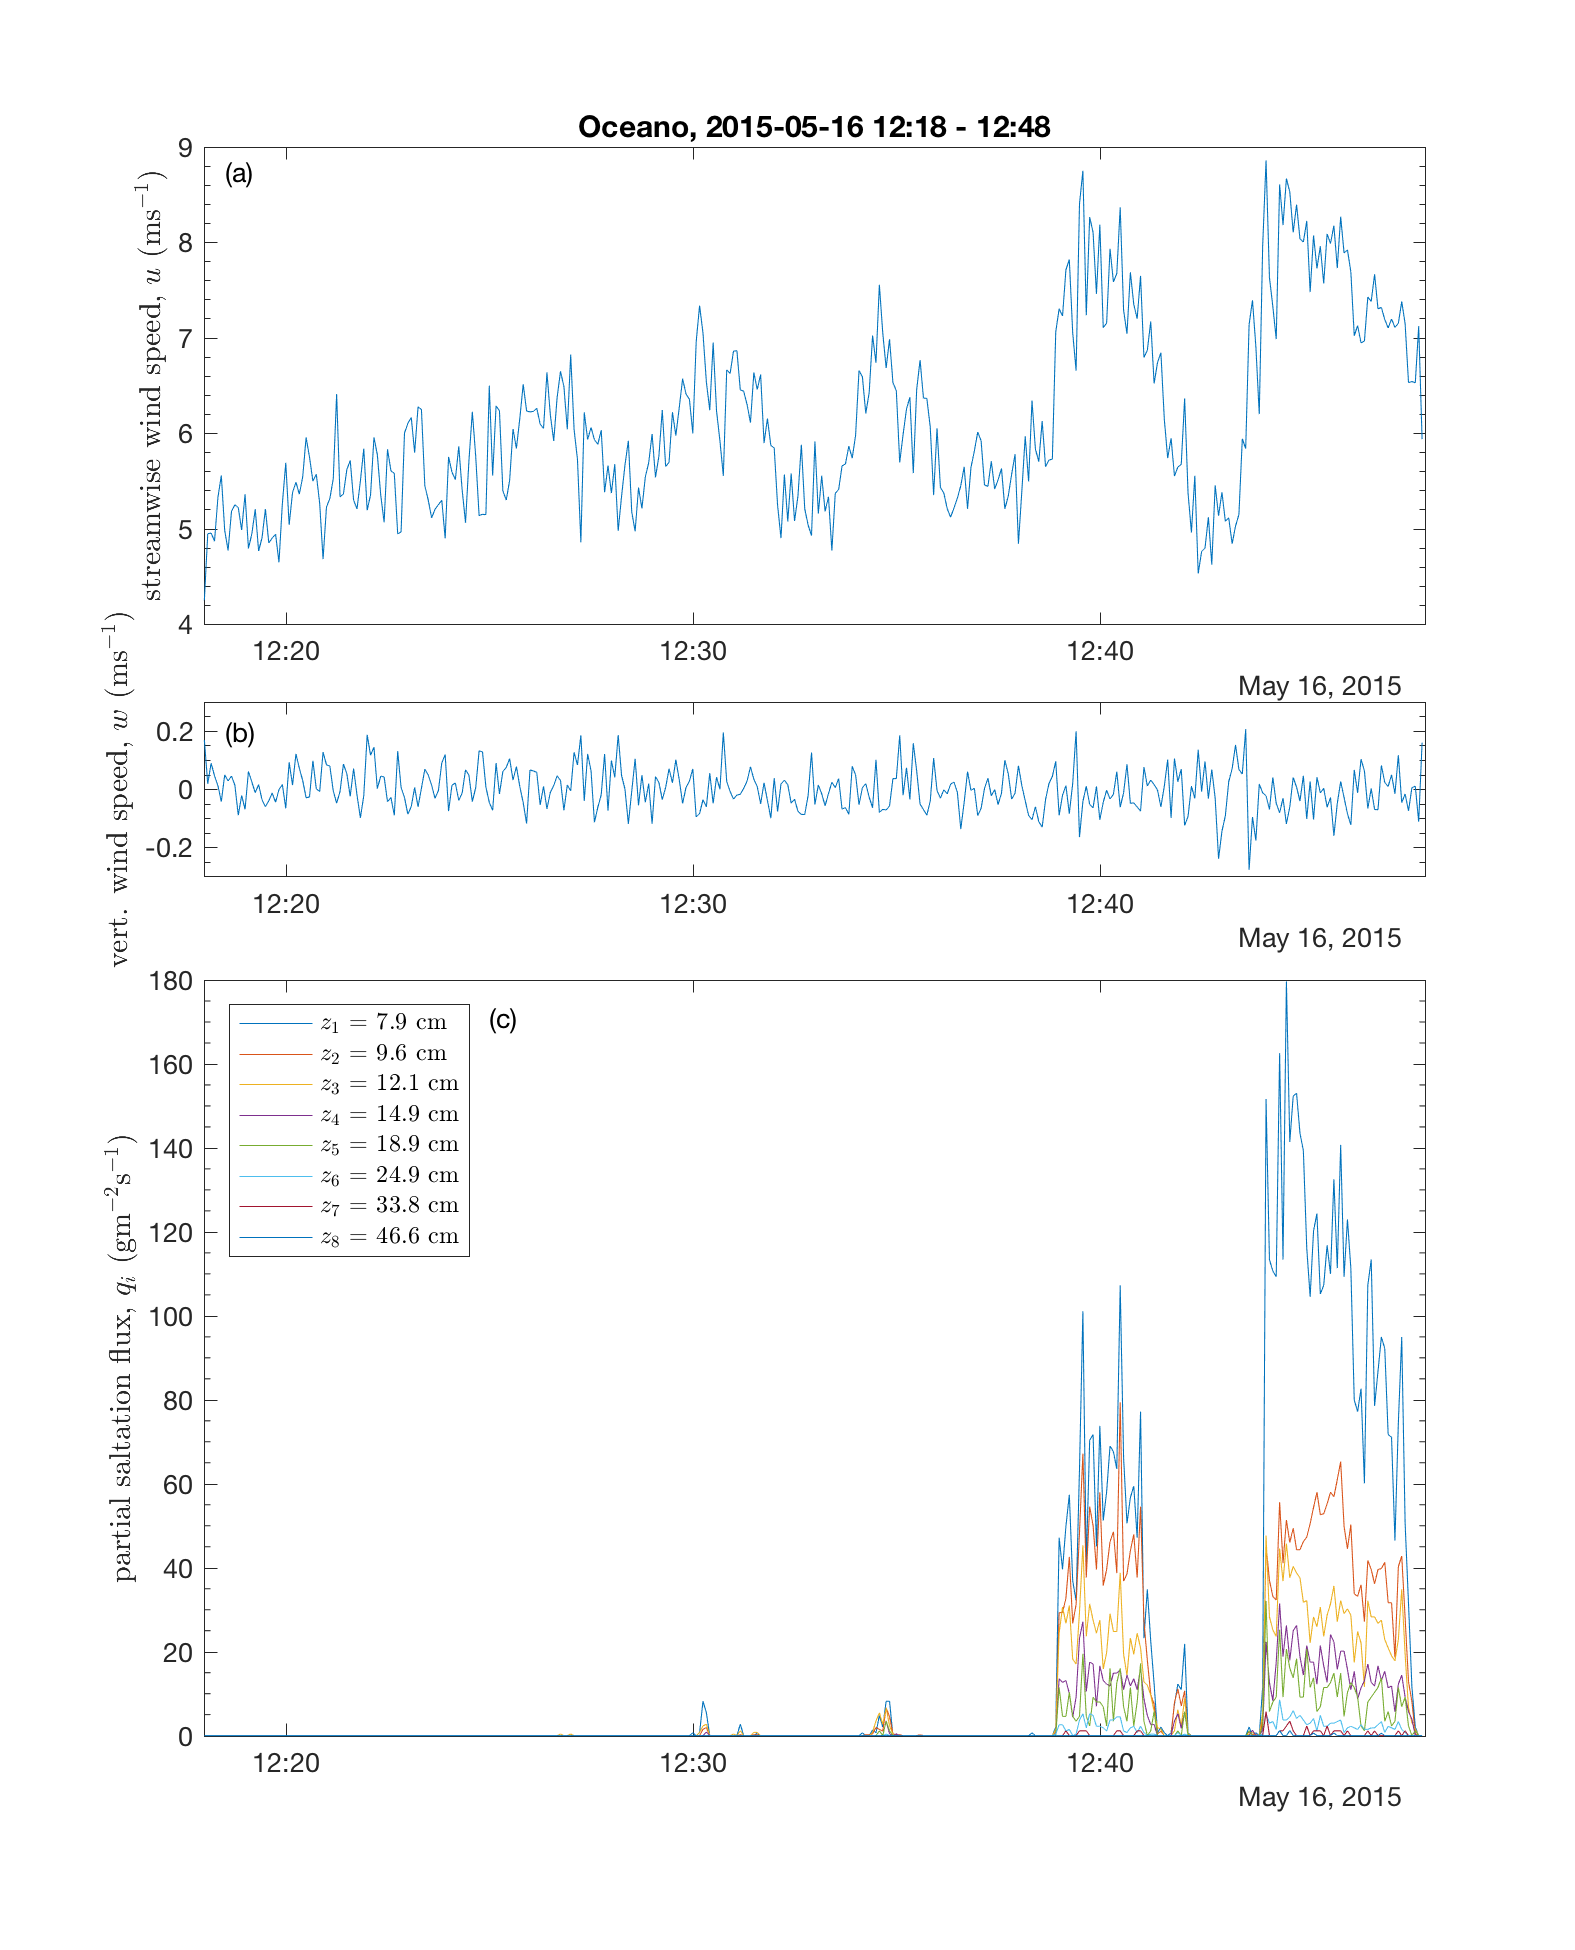 Oceano, 2015-05-16 12:18 - 12:48
(a)
streamwise wind speed, u (ms⁻¹)
9
8
7
6
5
4
12:20 12:30 12:40
May 16, 2015
(b)
vert. wind speed, w (ms⁻¹)
0.2
0
-0.2
12:20 12:30 12:40
May 16, 2015
(c)
partial saltation flux, qᵢ (gm⁻²s⁻¹)
180
160
140
120
100
80
60
40
20
0
z₁ = 7.9 cm
z₂ = 9.6 cm
z₃ = 12.1 cm
z₄ = 14.9 cm
z₅ = 18.9 cm
z₆ = 24.9 cm
z₇ = 33.8 cm
z₈ = 46.6 cm
12:20 12:30 12:40
May 16, 2015